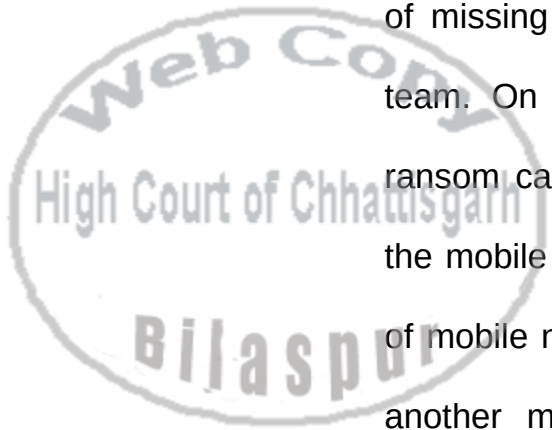 of missing
team. On
ransom ca
the mobile
of mobile
another m
Web Copy
High Court of Chhattisgarh
Bilaspur